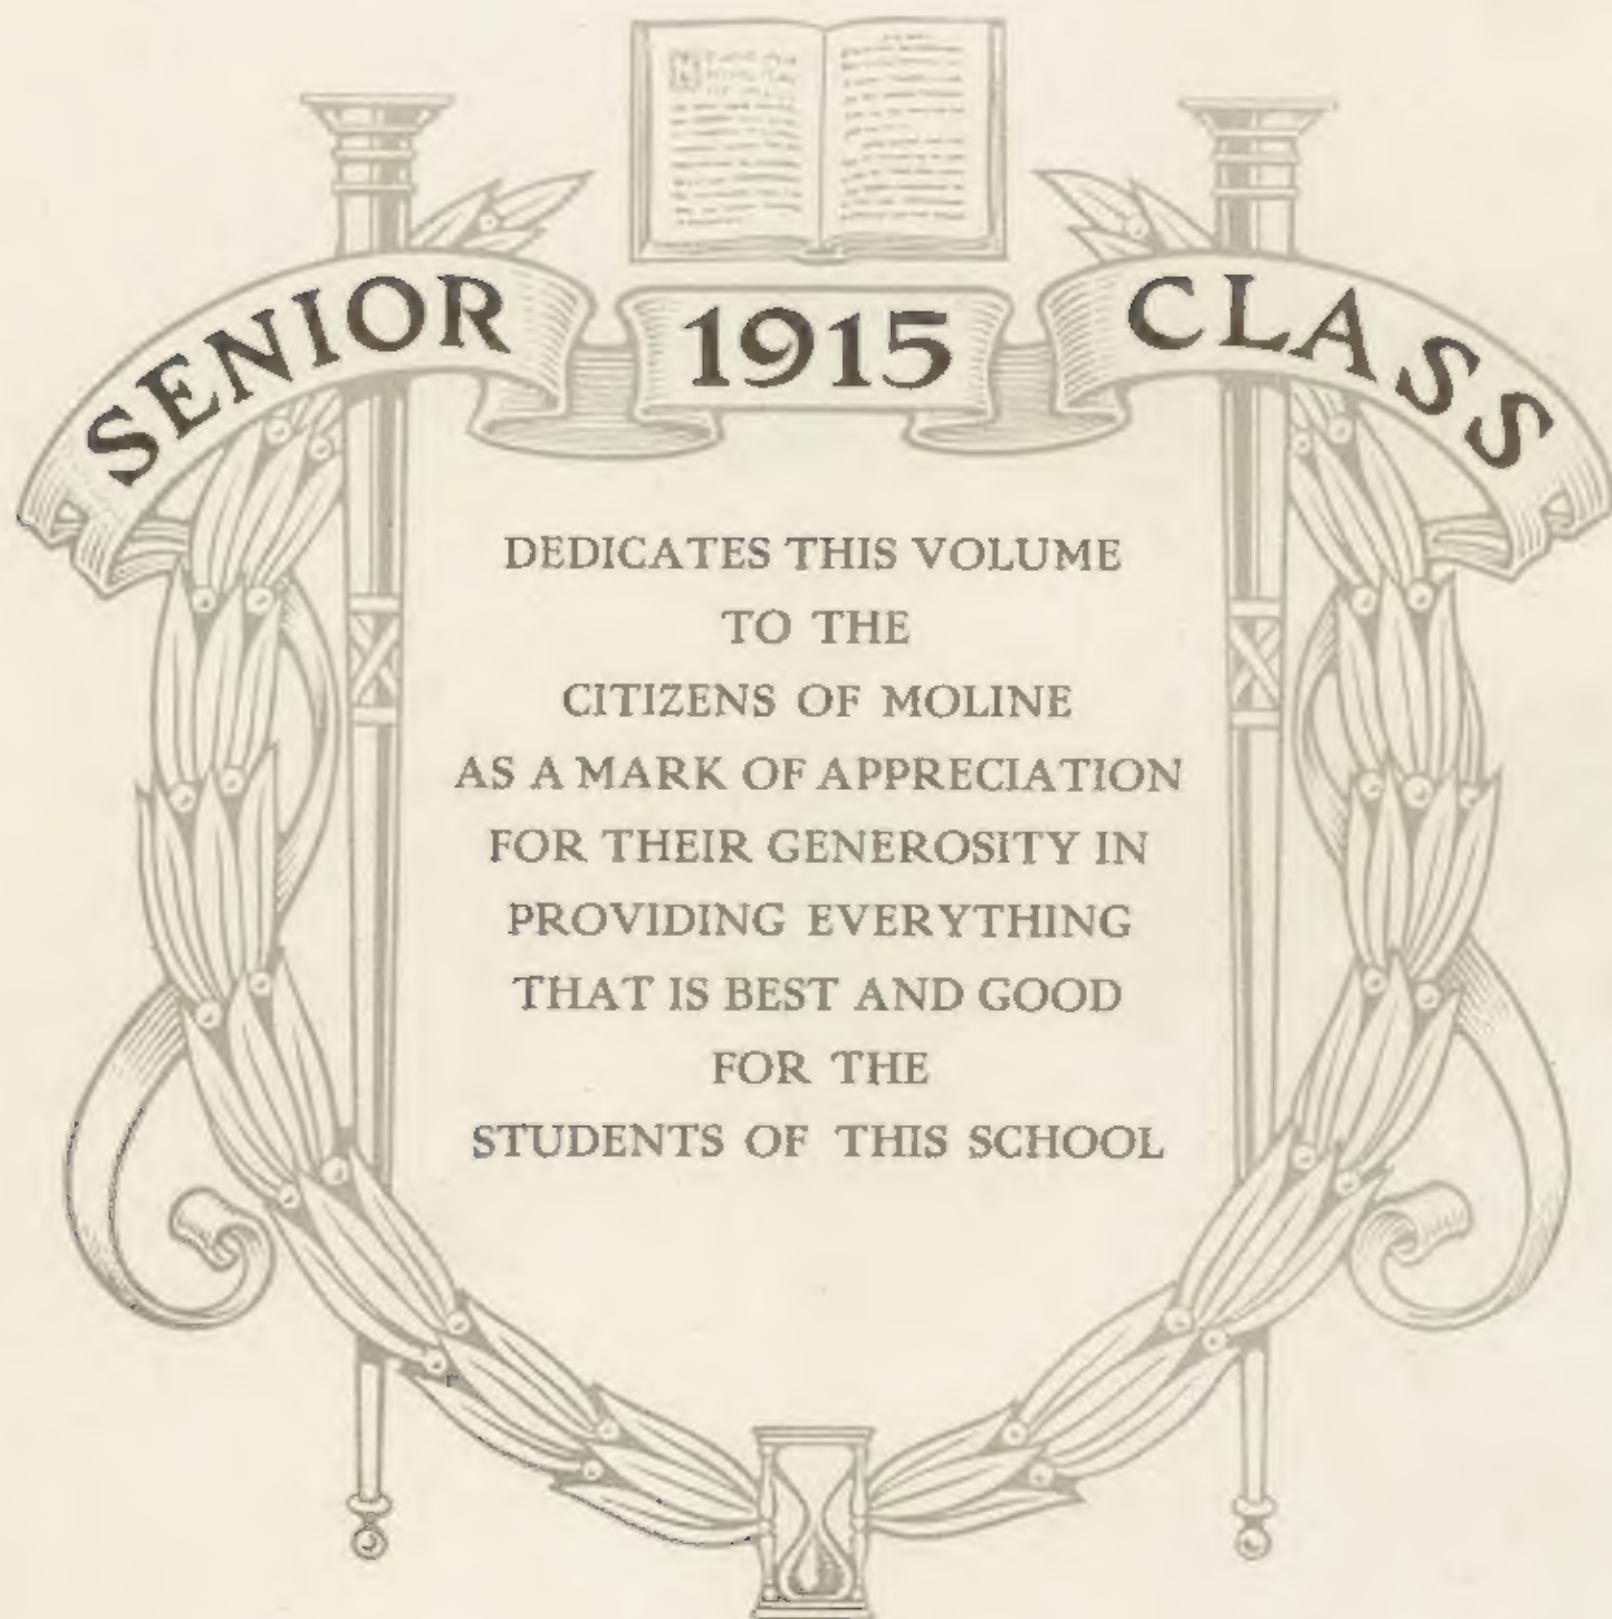 SENIOR 1915 CLASS
DEDICATES THIS VOLUME
TO THE
CITIZENS OF MOLINE
AS A MARK OF APPRECIATION
FOR THEIR GENEROSITY IN
PROVIDING EVERYTHING
THAT IS BEST AND GOOD
FOR THE
STUDENTS OF THIS SCHOOL